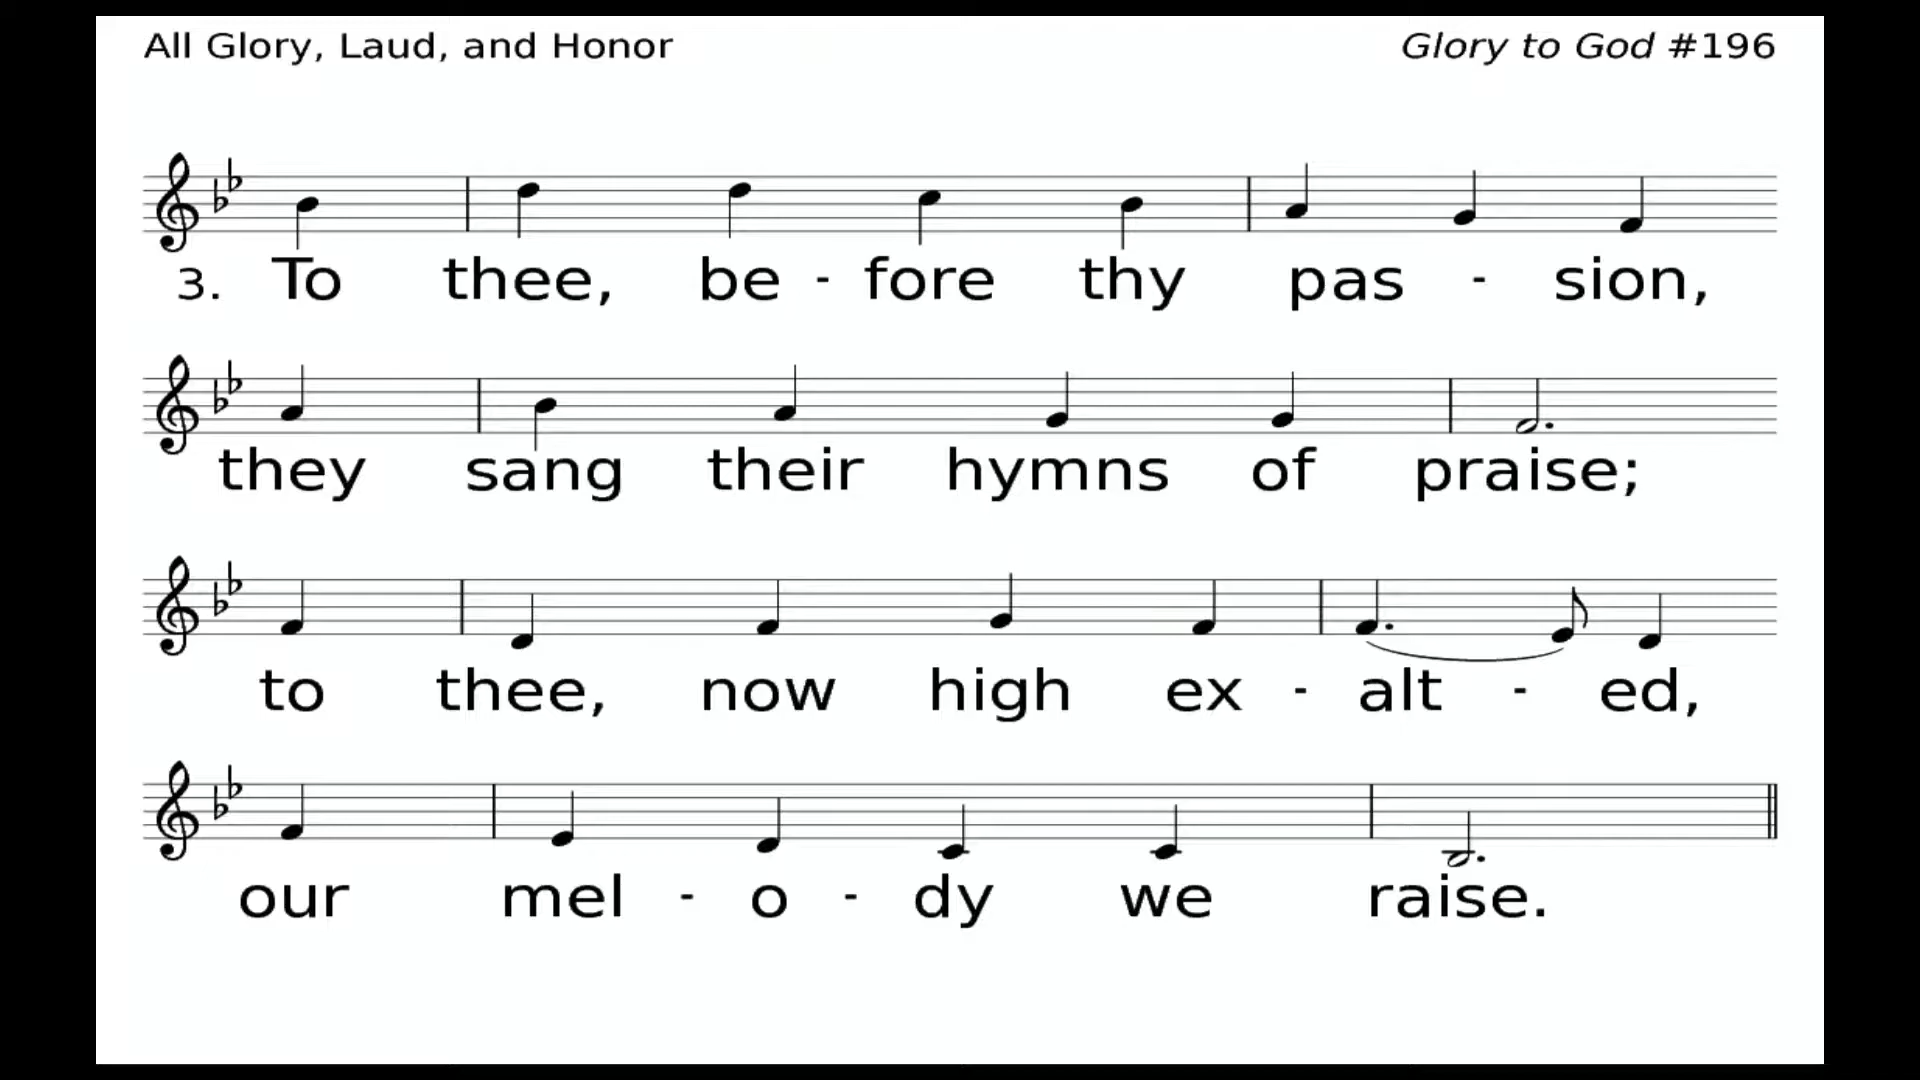 All Glory, Laud, and Honor
Glory to God #196
3. To thee, be - fore thy pas - sion,
they sang their hymns of praise;
to thee, now high ex - alt - ed,
our mel - o - dy we raise.